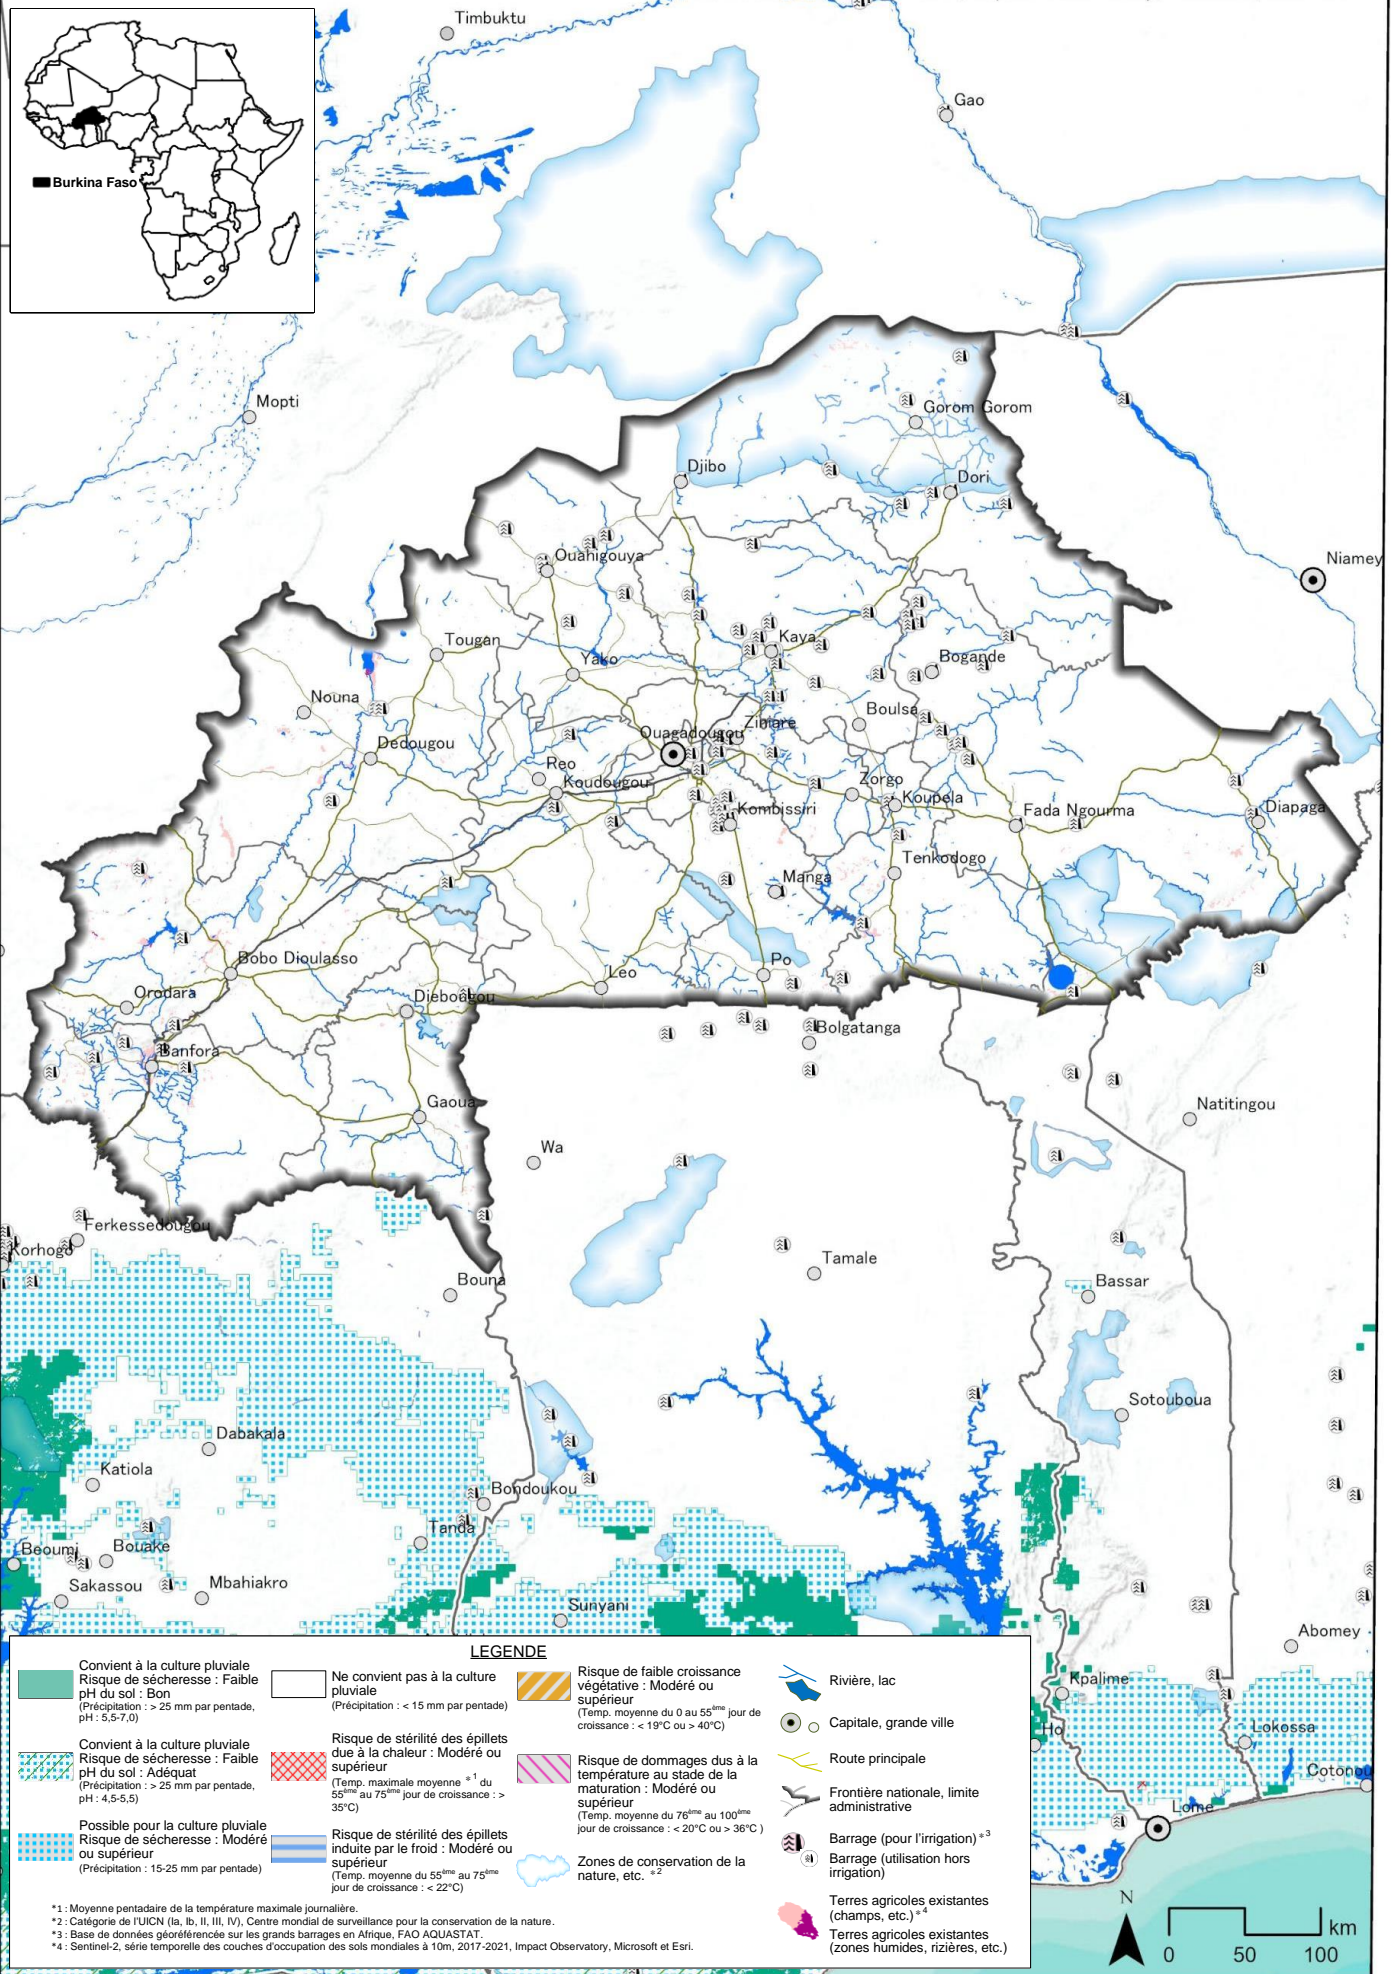 Timbuktu
Gao
Burkina Faso
Mopti
Gorom Gorom
Djibo
Dori
Ouahigouya
Niamey
Tougan
Kaya
Yako
Bogande
Nouna
Boulsa
Ziniare
Ouagadougou
Dedougou
Reo
Koudougou
Zorgo
Koupela
Kombissiri
Fada Ngourma
Diapaga
Tenkodogo
Manga
Bobo Dioulasso
Po
Leo
Orodara
Diebougou
Bolgatanga
Banfora
Gaoua
Natitingou
Wa
Ferkessedougou
Korhogo
Tamale
Bouna
Bassar
Sotouboua
Dabakala
Katiola
Bondoukou
Tanda
Beoumi
Bouake
Sakassou
Mbahiakro
Sunyani
Abomey
Kpalime
Ho
Lokossa
Cotonou
Lome
LEGENDE
Convient à la culture pluviale
Risque de sécheresse : Faible
pH du sol : Bon
(Précipitation : > 25 mm par pentade,
pH : 5,5-7,0)
Convient à la culture pluviale
Risque de sécheresse : Faible
pH du sol : Adéquat
(Précipitation : > 25 mm par pentade,
pH : 4,5-5,5)
Possible pour la culture pluviale
Risque de sécheresse : Modéré
ou supérieur
(Précipitation : 15-25 mm par pentade)
Ne convient pas à la culture
pluviale
(Précipitation : < 15 mm par pentade)
Risque de stérilité des épillets
due à la chaleur : Modéré ou
supérieur
(Temp. maximale moyenne *1 du
55ème au 75ème jour de croissance : >
35°C)
Risque de stérilité des épillets
induite par le froid : Modéré ou
supérieur
(Temp. moyenne du 55ème au 75ème
jour de croissance : < 22°C)
Risque de faible croissance
végétative : Modéré ou
supérieur
(Temp. moyenne du 0 au 55ème jour de
croissance : < 19°C ou > 40°C)
Risque de dommages dus à la
température au stade de la
maturation : Modéré ou
supérieur
(Temp. moyenne du 76ème au 100ème
jour de croissance : < 20°C ou > 36°C )
Zones de conservation de la
nature, etc. *2
Rivière, lac
Capitale, grande ville
Route principale
Frontière nationale, limite
administrative
Barrage (pour l'irrigation) *3
Barrage (utilisation hors
irrigation)
Terres agricoles existantes
(champs, etc.) *4
Terres agricoles existantes
(zones humides, rizières, etc.)
*1 : Moyenne pentadaire de la température maximale journalière.
*2 : Catégorie de l'UICN (Ia, Ib, II, III, IV), Centre mondial de surveillance pour la conservation de la nature.
*3 : Base de données géoréférencée sur les grands barrages en Afrique, FAO AQUASTAT.
*4 : Sentinel-2, série temporelle des couches d'occupation des sols mondiales à 10m, 2017-2021, Impact Observatory, Microsoft et Esri.
N
km
0 50 100